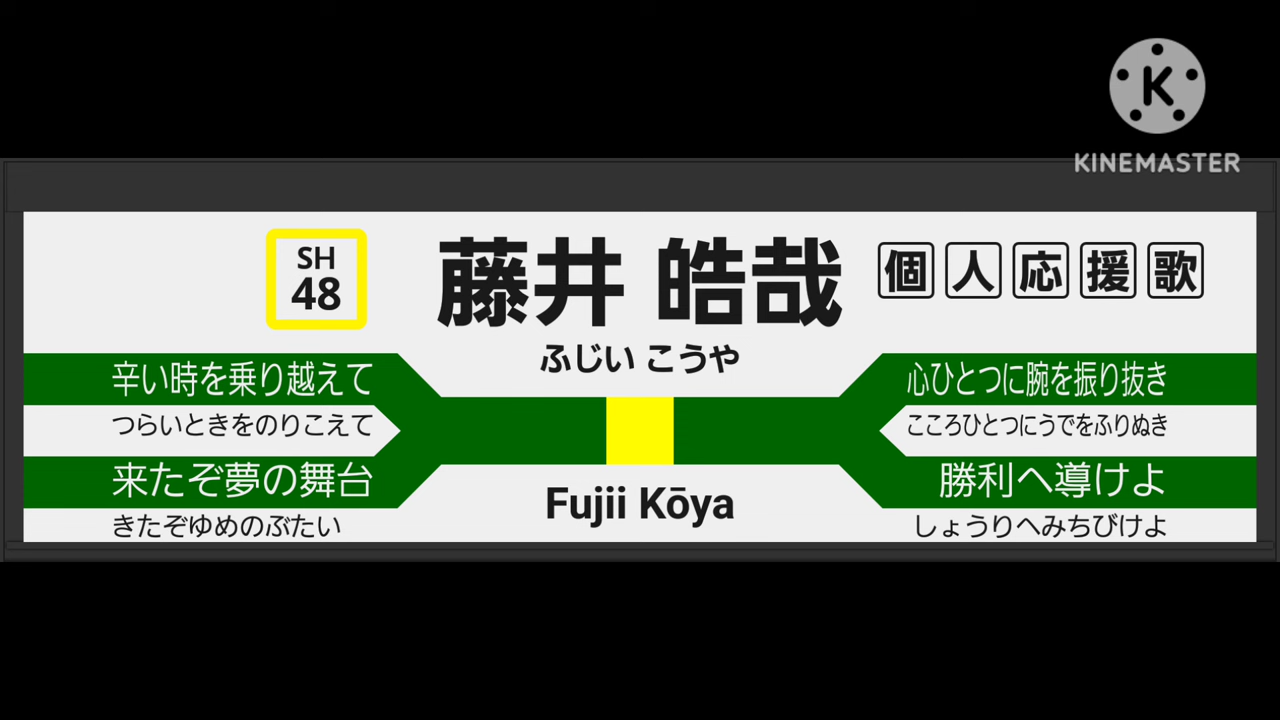 K
KINEMASTER
SH
48
藤井 皓哉
個人応援歌
ふじい こうや
辛い時を乗り越えて
つらいときをのりこえて
来たぞ夢の舞台
きたぞゆめのぶたい
Fujii Kōya
心ひとつに腕を振り抜き
こころひとつにうでをふりぬき
勝利へ導けよ
しょうりへみちびけよ